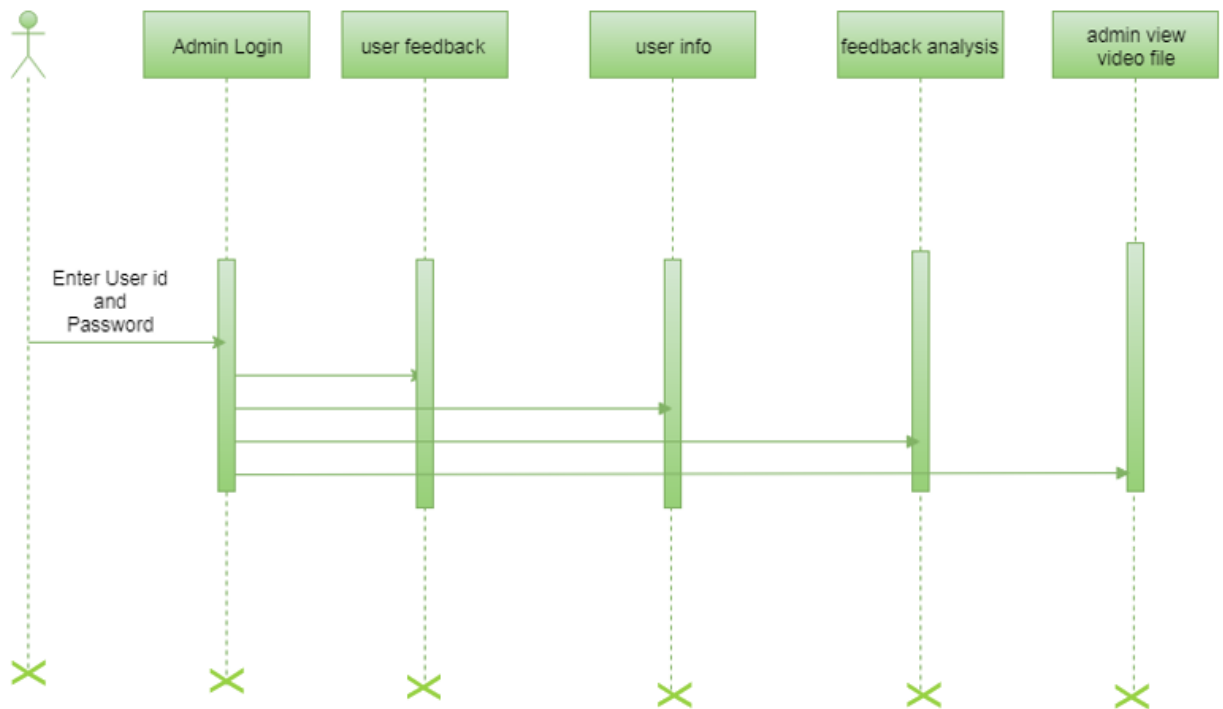 Admin Login
user feedback
user info
feedback analysis
admin view
video file
Enter User id
and
Password